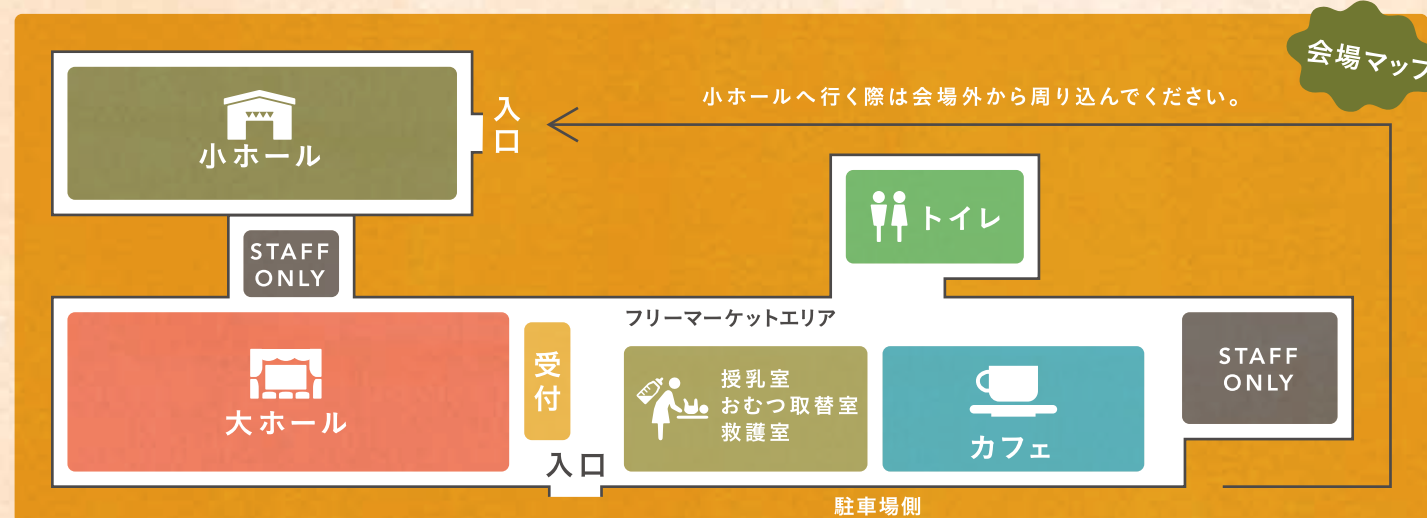 会場マップ
小ホールへ行く際は会場外から周り込んでください。
入口
小ホール
トイレ
STAFF
ONLY
フリーマーケットエリア
大ホール
受付
授乳室
おむつ取替室
救護室
カフェ
STAFF
ONLY
入口
駐車場側